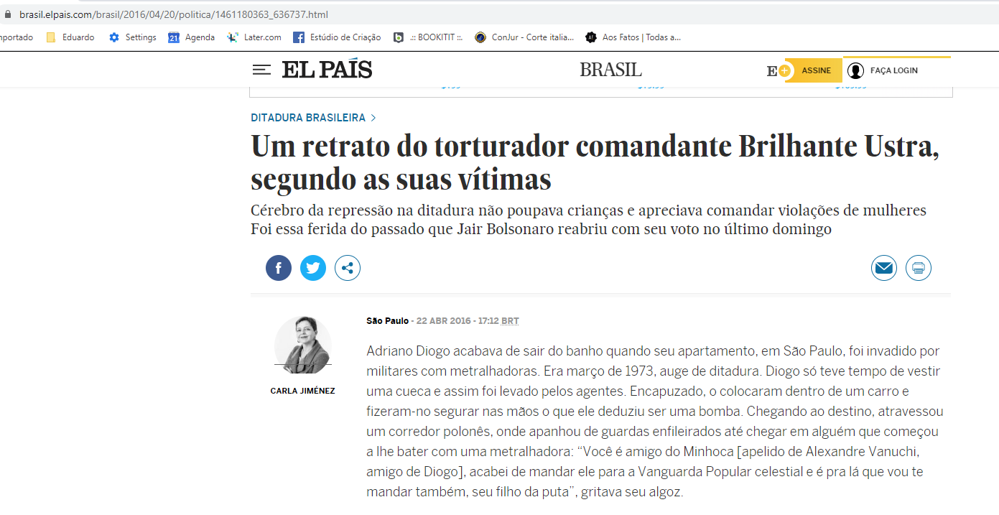 brasil.elpais.com/brasil/2016/04/20/politica/1461180363_636737.html
mportado Eduardo Settings 21 Agenda Later.com Estúdio de Criação .:: BOOKITIT ::. ConJur - Corte italia... Aos Fatos | Todas a...
EL PAÍS BRASIL E+ ASSINE FAÇA LOGIN
DITADURA BRASILEIRA >
Um retrato do torturador comandante Brilhante Ustra,
segundo as suas vítimas
Cérebro da repressão na ditadura não poupava crianças e apreciava comandar violações de mulheres
Foi essa ferida do passado que Jair Bolsonaro reabriu com seu voto no último domingo
CARLA JIMÉNEZ
São Paulo - 22 ABR 2016 - 17:12 BRT
Adriano Diogo acabava de sair do banho quando seu apartamento, em São Paulo, foi invadido por
militares com metralhadoras. Era março de 1973, auge de ditadura. Diogo só teve tempo de vestir
uma cueca e assim foi levado pelos agentes. Encapuzado, o colocaram dentro de um carro e
fizeram-no segurar nas mãos o que ele deduziu ser uma bomba. Chegando ao destino, atravessou
um corredor polonês, onde apanhou de guardas enfileirados até chegar em alguém que começou
a lhe bater com uma metralhadora: “Você é amigo do Minhoca [apelido de Alexandre Vanuchi,
amigo de Diogo], acabei de mandar ele para a Vanguarda Popular celestial e é pra lá que vou te
mandar também, seu filho da puta”, gritava seu algoz.